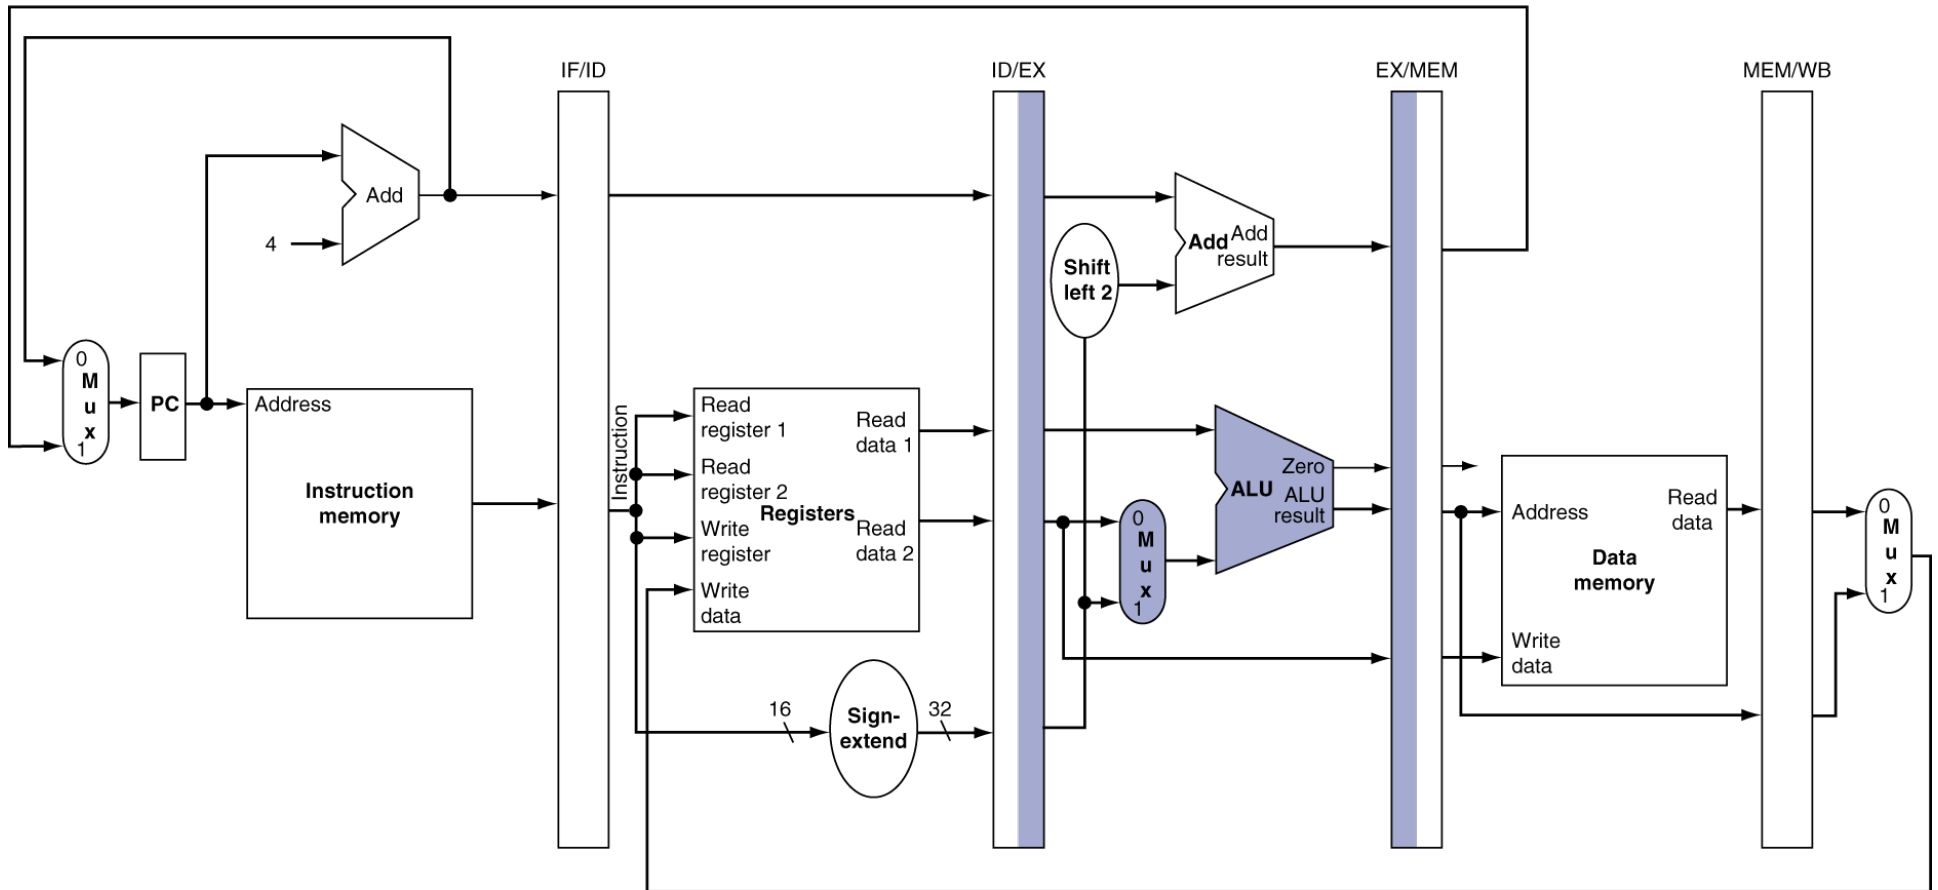 IF/ID
ID/EX
EX/MEM
MEM/WB
Add
4
0
M
u
x
1
PC
Address
Instruction
memory
Instruction
Read
register 1
Read
register 2
Write
register
Write
data
Registers
Read
data 1
Read
data 2
16
Sign-
extend
32
Shift
left 2
Add
Add
result
0
M
u
x
1
ALU
Zero
ALU
result
Address
Read
data
Data
memory
Write
data
0
M
u
x
1